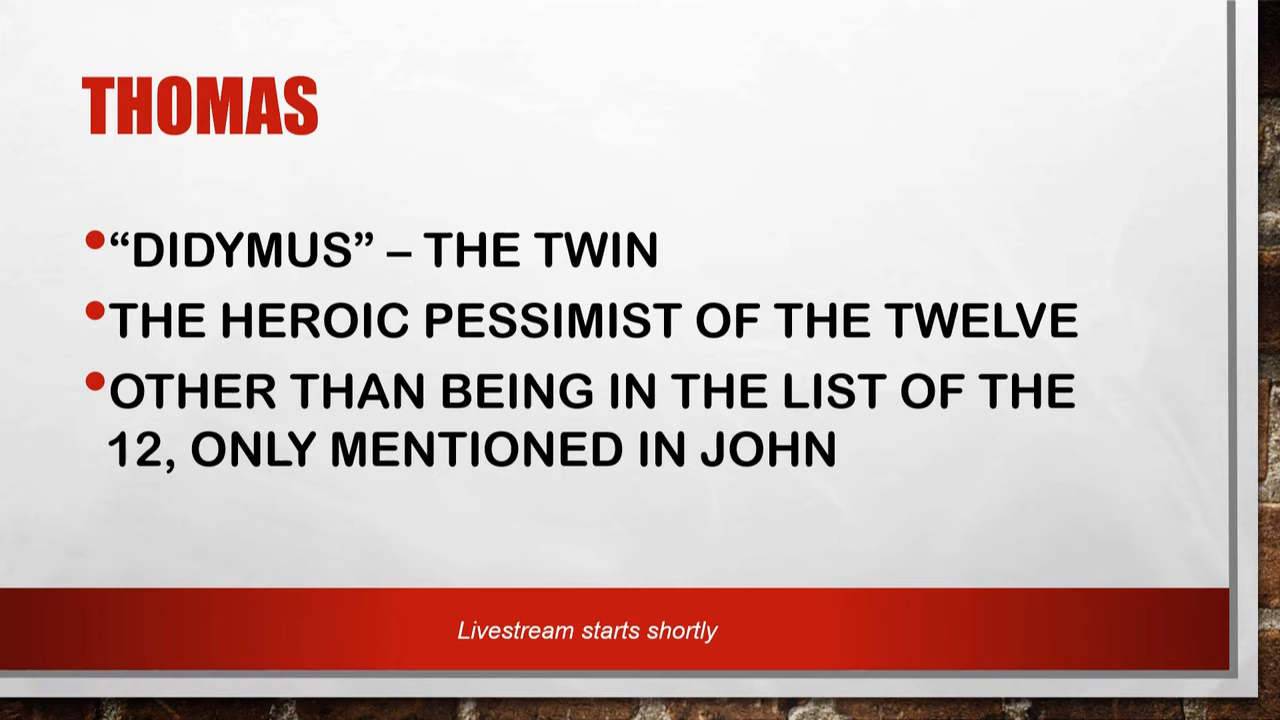 THOMAS
•“DIDYMUS” – THE TWIN
•THE HEROIC PESSIMIST OF THE TWELVE
•OTHER THAN BEING IN THE LIST OF THE
12, ONLY MENTIONED IN JOHN
Livestream starts shortly